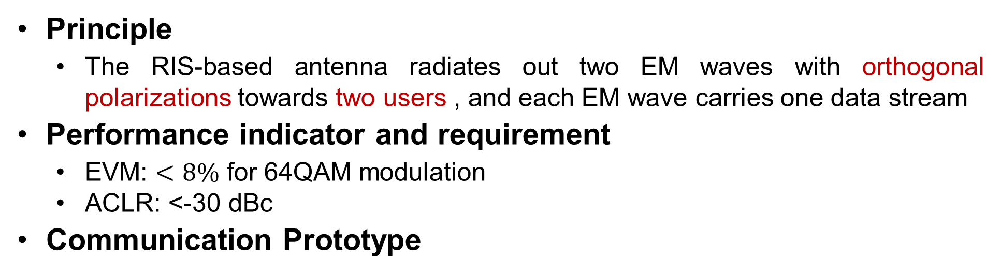 • Principle
• The RIS-based antenna radiates out two EM waves with orthogonal
polarizations towards two users , and each EM wave carries one data stream
• Performance indicator and requirement
• EVM: < 8% for 64QAM modulation
• ACLR: <-30 dBc
• Communication Prototype